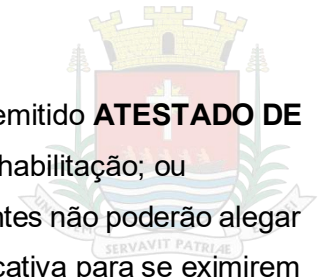 emitido ATESTADO DE
habilitação; ou
ntes não poderão alegar
cativa para se eximirem
SERVAVIT PATRIAE